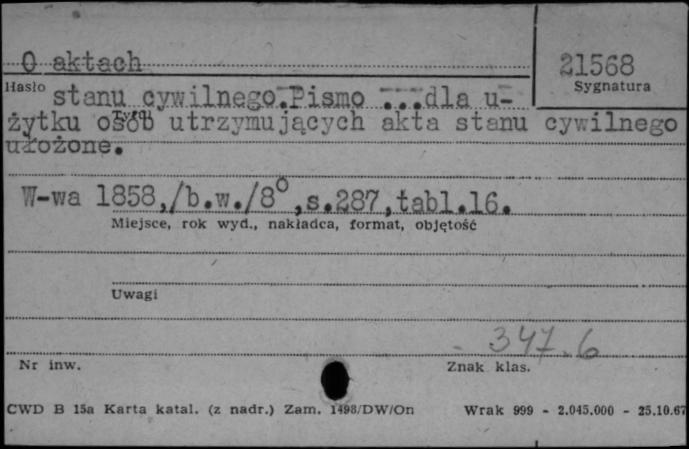 O aktach
21568
Hasło
Sygnatura
stanu cywilnego.Pismo ...dla u-
Tytuł
żytku osób utrzymujących akta stanu cywilnego
ułożone.
W-wa 1858,/b.w./8°,s.287,tabl.16.
Miejsce, rok wyd., nakładca, format, objętość
Uwagi
347.6
Nr inw.
Znak klas.
CWD B 15a Karta katal. (z nadr.) Zam. 1498/DW/On Wrak 999 - 2.045.000 - 25.10.67